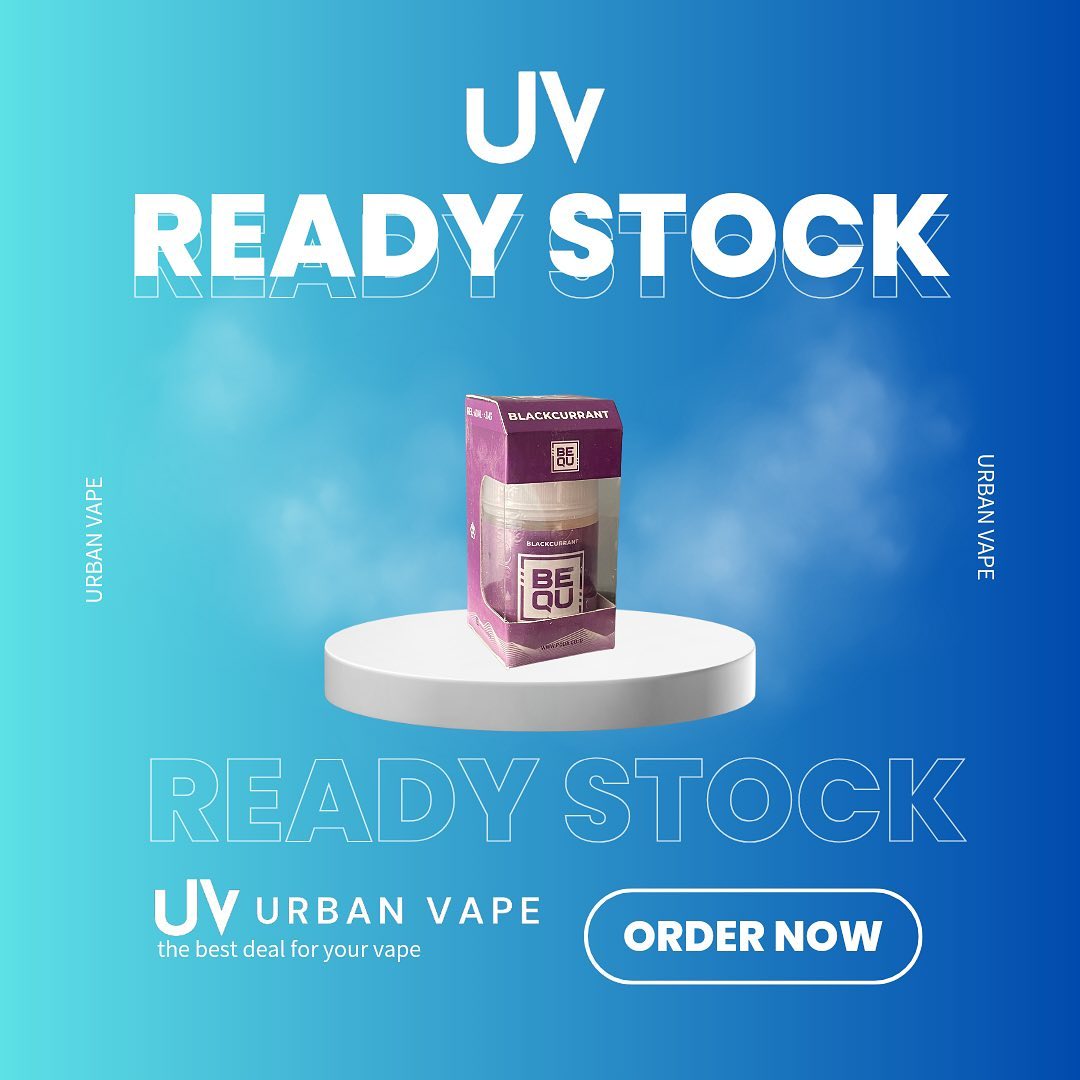 UV
READY STOCK
READY STOCK
BLACKCURRANT
BE
QU
BLACKCURRANT
BE
QU
URBAN VAPE
URBAN VAPE
READY STOCK
UV URBAN VAPE
the best deal for your vape
ORDER NOW